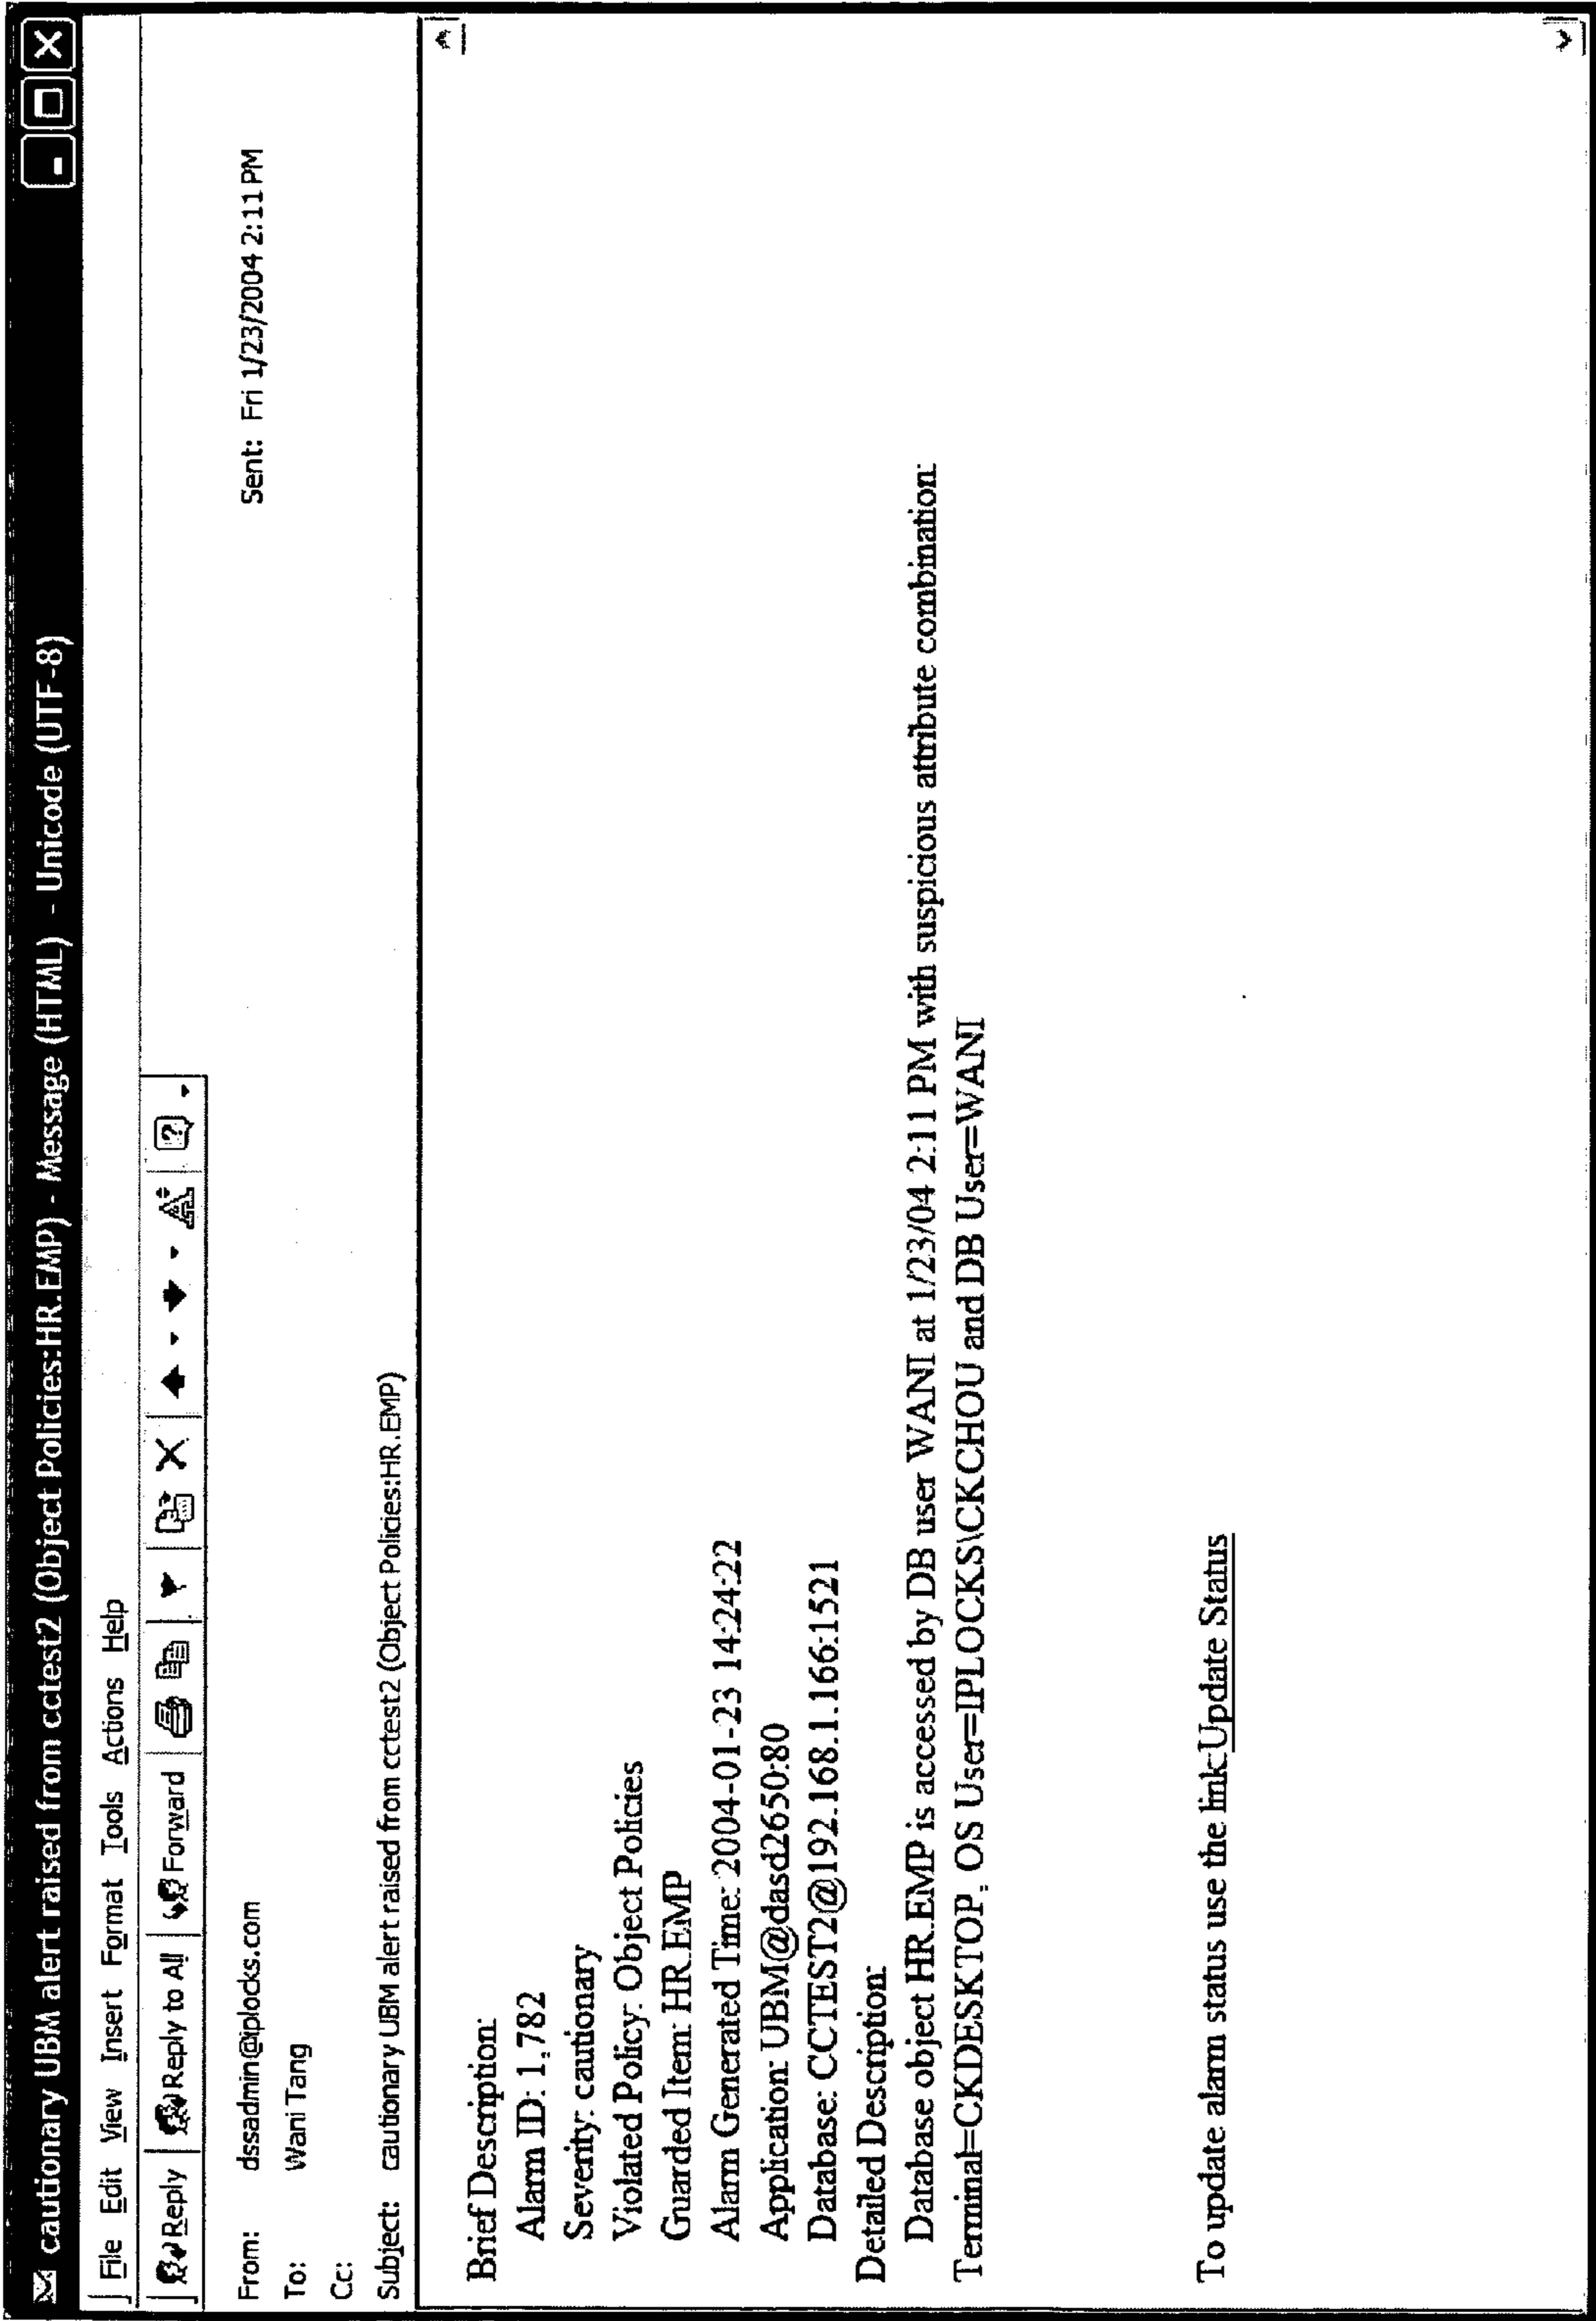 cautionary UBM alert raised from cctest2 (Object Policies:HR.EMP) - Message (HTML) - Unicode (UTF-8)
File Edit View Insert Format Tools Actions Help
Reply Reply to All Forward
From: dssadmin@iplocks.com Sent: Fri 1/23/2004 2:11 PM
To: Wani Tang
Cc:
Subject: cautionary UBM alert raised from cctest2 (Object Policies:HR.EMP)
Brief Description:
Alarm ID: 1,782
Severity: cautionary
Violated Policy: Object Policies
Guarded Item: HR.EMP
Alarm Generated Time: 2004-01-23 14:24:22
Application: UBM@dasd2650:80
Database: CCTEST2@192.168.1.166:1521
Detailed Description:
Database object HR.EMP is accessed by DB user WANI at 1/23/04 2:11 PM with suspicious attribute combination:
Terminal=CKDESKTOP, OS User=IPLOCKS\CKCHOU and DB User=WANI
To update alarm status use the link:Update Status